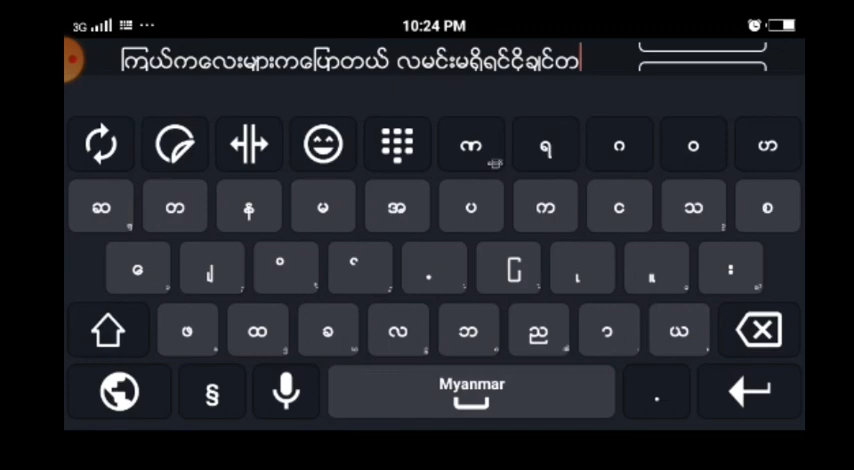 3G 10:24 PM
ကြယ်ကလေးများကပြောတယ် လမင်းမရှိရင်ငိုချင်တ
ဏ ရ ဂ ဝ ဟ
ဆ တ န မ အ ပ က င သ စ
ေ ျ ိ ် ့ ြ ု ူ း
ဖ ထ ခ လ ဘ ည ာ ယ
§ Myanmar .